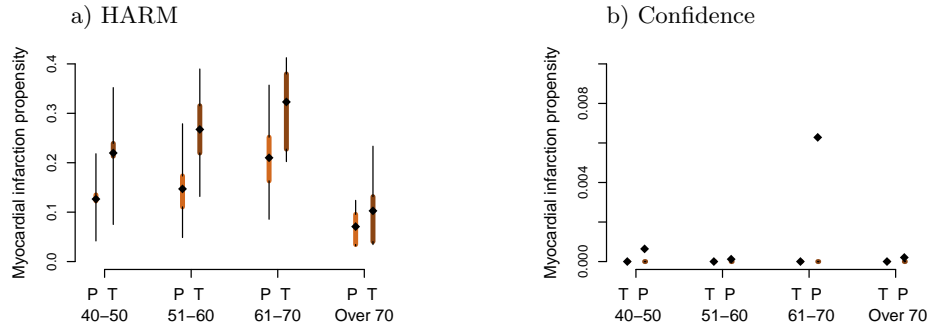 a) HARM
Myocardial infarction propensity
0.4
0.3
0.2
0.1
0.0
P T P T P T P T
40–50 51–60 61–70 Over 70
b) Confidence
Myocardial infarction propensity
0.008
0.004
0.000
T P T P T P T P
40–50 51–60 61–70 Over 70